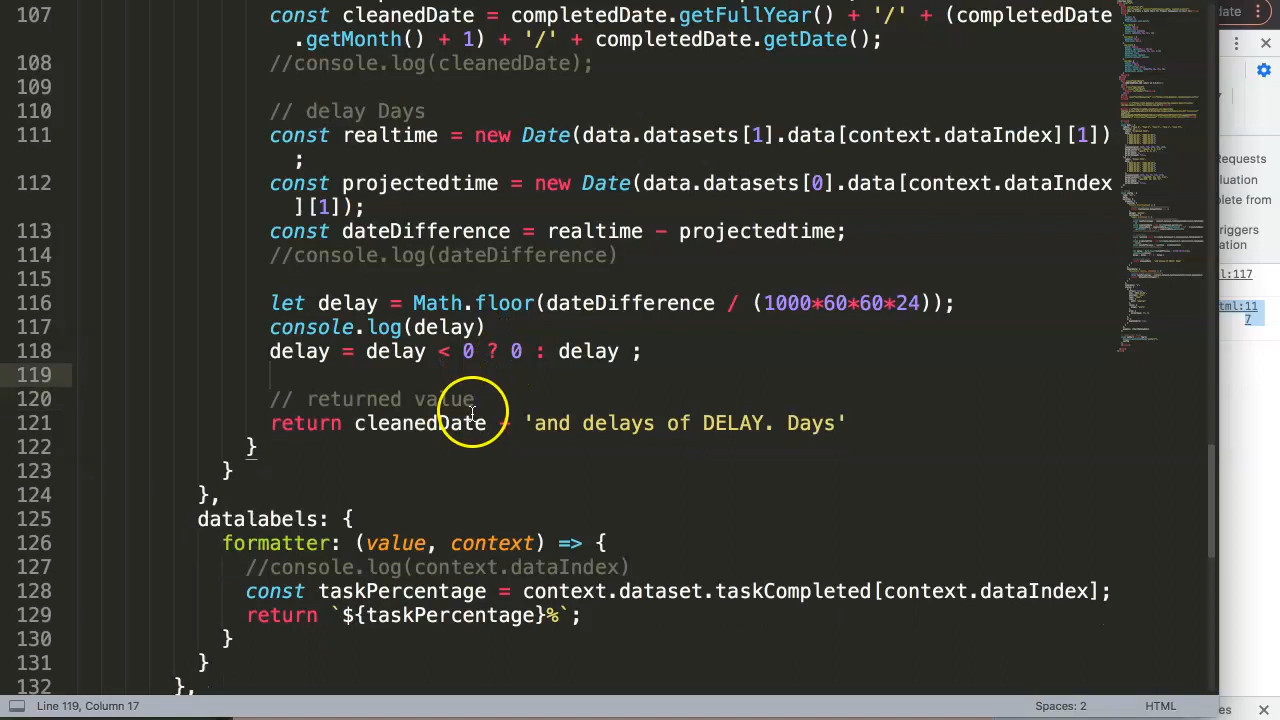 107 const cleanedDate = completedDate.getFullYear() + '/' + (completedDate
.getMonth() + 1) + '/' + completedDate.getDate();
108 //console.log(cleanedDate);
109
110 // delay Days
111 const realtime = new Date(data.datasets[1].data[context.dataIndex][1])
;
112 const projectedtime = new Date(data.datasets[0].data[context.dataIndex
][1]);
113 const dateDifference = realtime - projectedtime;
114 //console.log(dateDifference)
115
116 let delay = Math.floor(dateDifference / (1000*60*60*24));
117 console.log(delay)
118 delay = delay < 0 ? 0 : delay ;
119
120 // returned value
121 return cleanedDate + 'and delays of DELAY. Days'
122 }
123 }
124 },
125 datalabels: {
126 formatter: (value, context) => {
127 //console.log(context.dataIndex)
128 const taskPercentage = context.dataset.taskCompleted[context.dataIndex];
129 return `${taskPercentage}%`;
130 }
131 }
132 },
Line 119, Column 17
Spaces: 2
HTML
date
Requests
luation
plete from
triggers
tation
tml:117
tml:11
7
es